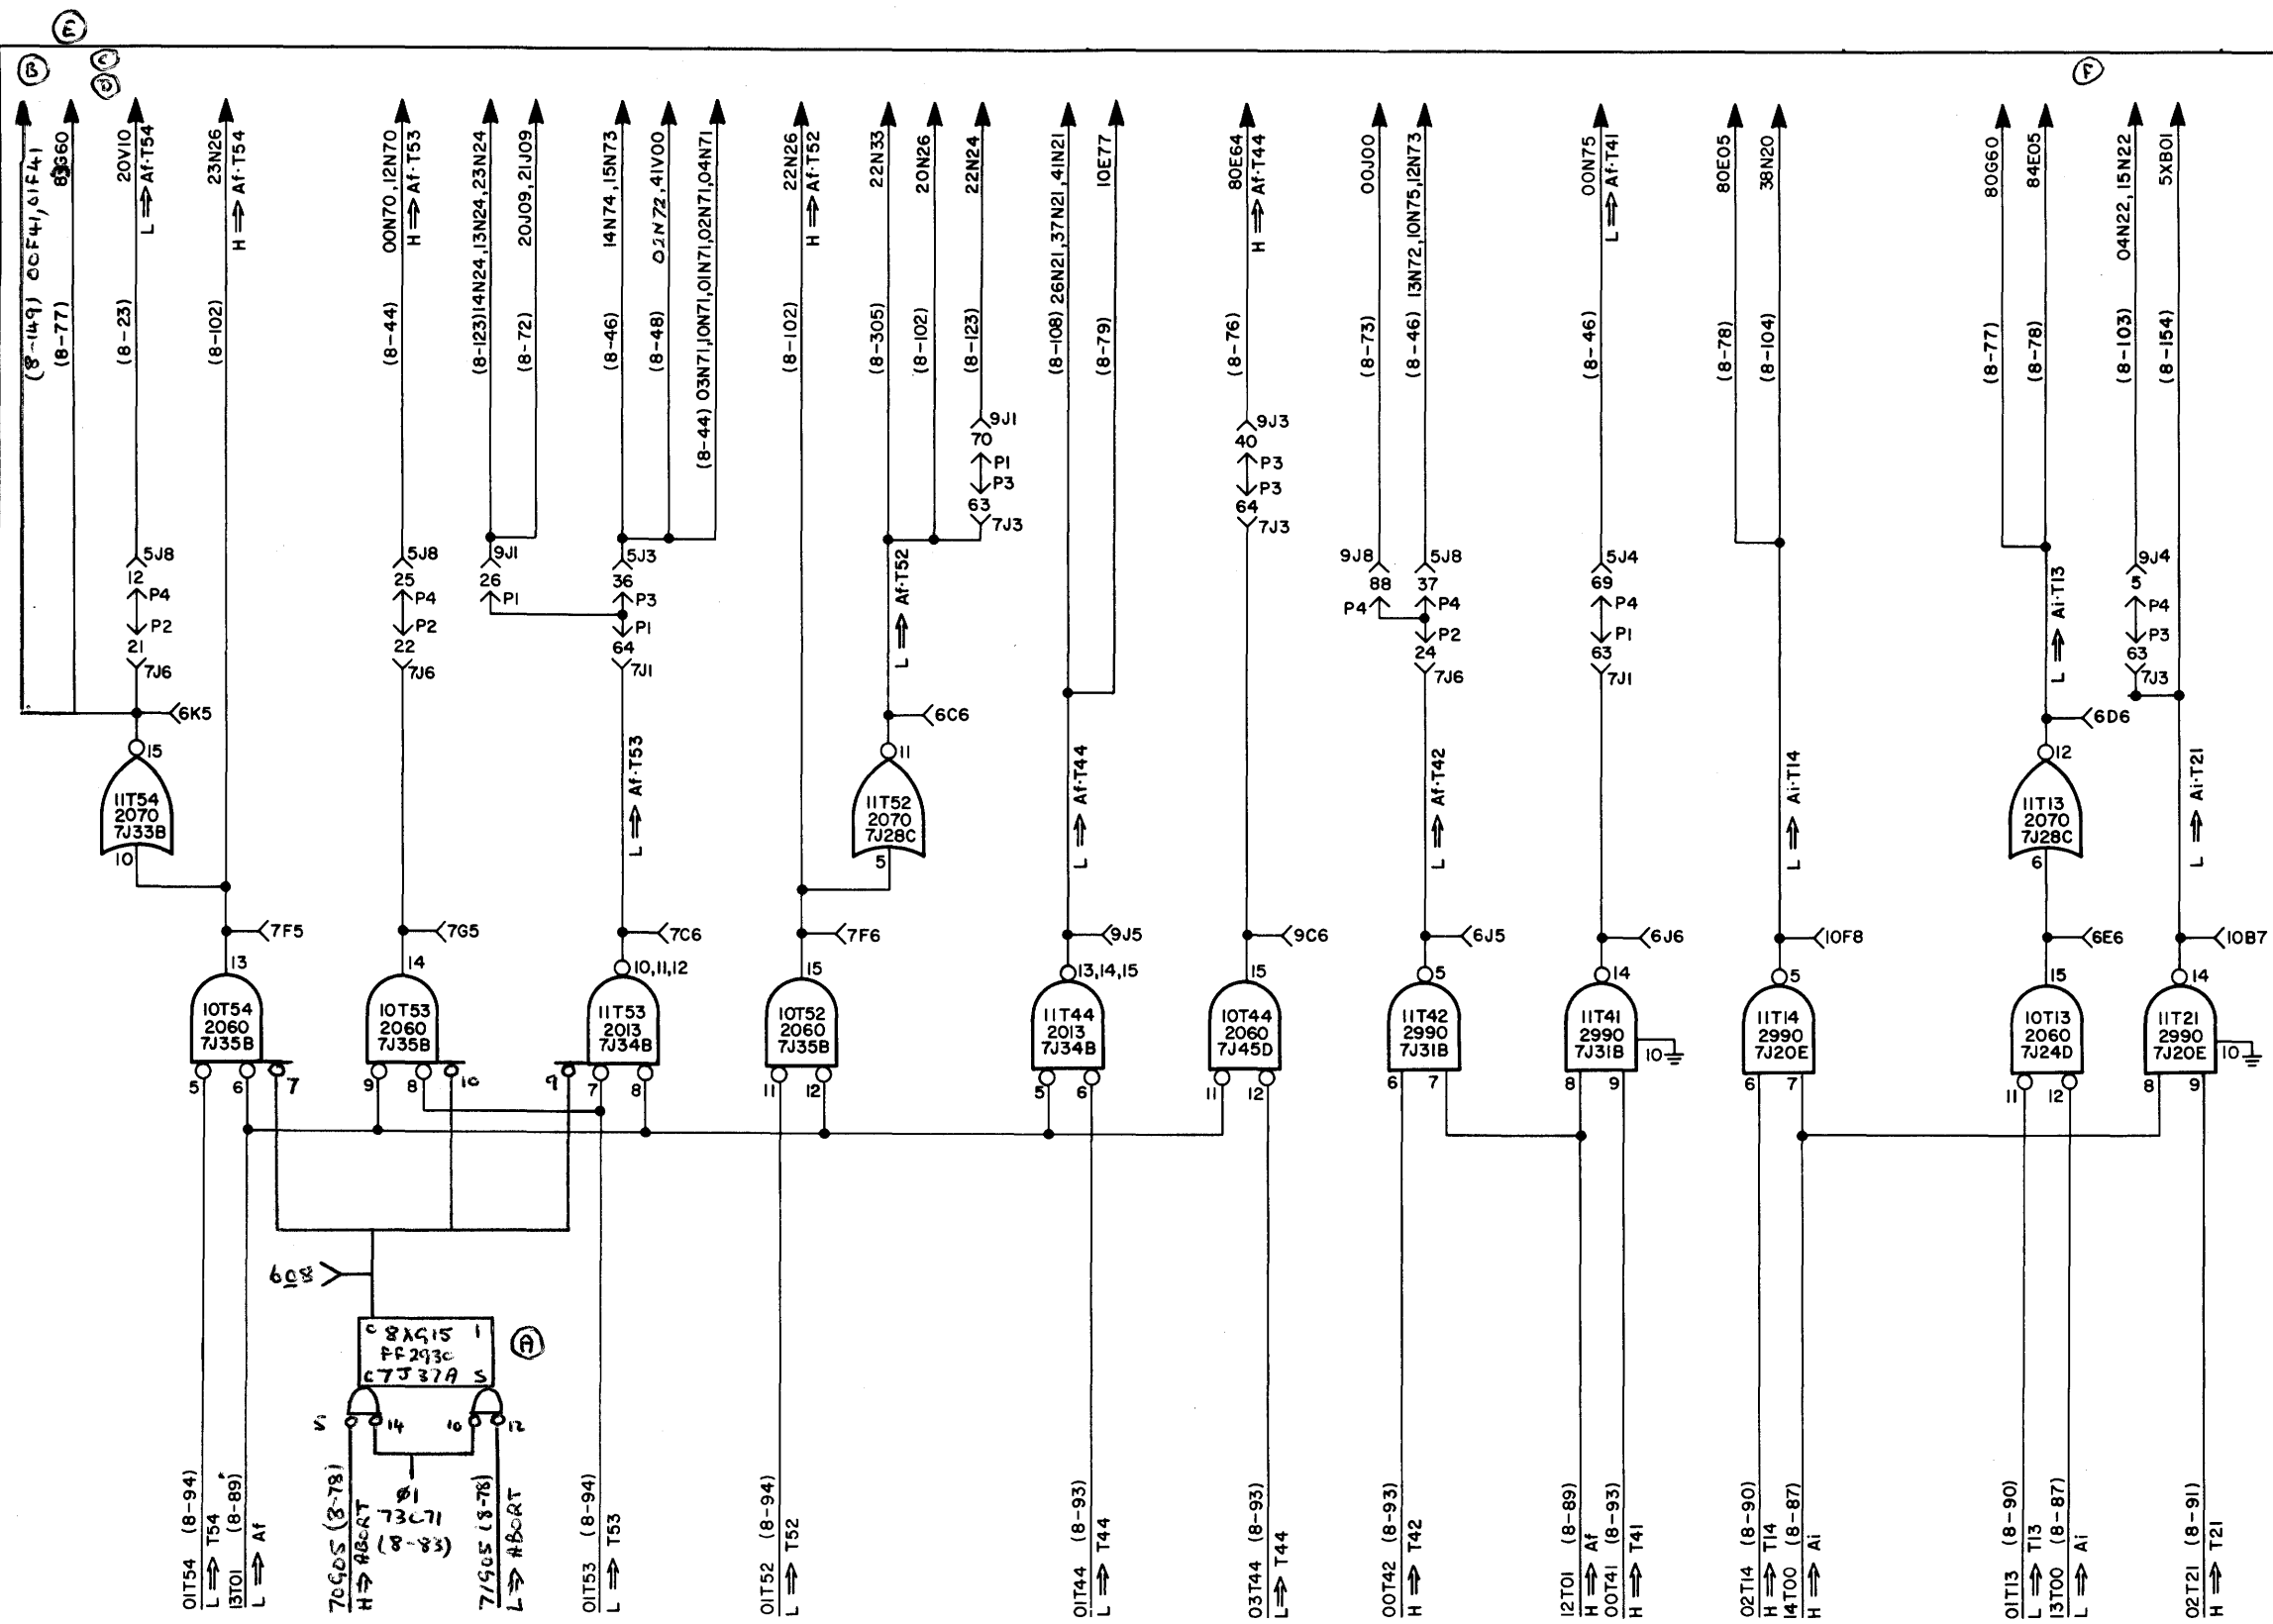 E
B
C
D
F
(8-149) 00F41,01F41
(8-77) 83G60
(8-23) 20V10
L ⟹ Af·T54
(8-102) 23N26
H ⟹ Af·T54
(8-44) 00N70,12N70
H ⟹ Af·T53
(8-123)14N24,13N24,23N24
(8-72) 20J09,21J09
(8-46) 14N74,15N73
(8-48) 02N72,41V00
(8-44) 03N71,10N71,01N71,02N71,04N71
(8-102) 22N26
H ⟹ Af·T52
(8-305) 22N33
(8-102) 20N26
(8-123) 22N24
(8-108) 26N21,37N21,41N21
(8-79) 10E77
(8-76) 80E64
H ⟹ Af·T44
(8-73) 00J00
(8-46) 13N72,10N75,12N73
(8-46) 00N75
L ⟹ Af·T41
(8-78) 80E05
(8-104) 38N20
(8-77) 80G60
(8-78) 84E05
(8-103) 04N22,15N22
(8-154) 5XB01
9J1
70
P1
P3
63
7J3
9J3
40
P3
P3
64
7J3
5J8
12
P4
P2
21
7J6
5J8
25
P4
P2
22
7J6
9J1
26
P1
5J3
36
P3
P1
64
7J1
9J8
88
P4
5J8
37
P4
P2
24
7J6
5J4
69
P4
P1
63
7J1
9J4
5
P4
P3
63
7J3
L ⟹ Af·T52
L ⟹ Ai·T13
6K5
6C6
6D6
15
11T54
2070
7J33B
10
L ⟹ Af·T53
11
11T52
2070
7J28C
5
L ⟹ Af·T44
L ⟹ Af·T42
L ⟹ Ai·T14
12
11T13
2070
7J28C
6
L ⟹ Ai·T21
7F5
7G5
7C6
7F6
9J5
9C6
6J5
6J6
10F8
6E6
10B7
13
10T54
2060
7J35B
5
6
7
14
10T53
2060
7J35B
9
8
10
10,11,12
11T53
2013
7J34B
9
7
8
15
10T52
2060
7J35B
11
12
13,14,15
11T44
2013
7J34B
5
6
15
10T44
2060
7J45D
11
12
5
11T42
2990
7J31B
6
7
14
11T41
2990
7J31B
10
8
9
5
11T14
2990
7J20E
6
7
15
10T13
2060
7J24D
11
12
14
11T21
2990
7J20E
10
8
9
608
C 8XG15 1
FF293C
C7J37A S
A
14
10
12
01T54 (8-94)
L ⟹ T54
13T01 (8-89)
L ⟹ Af
70G05 (8-78)
H ⟹ ABORT
ø1
73C71
(8-83)
71G05 (8-78)
L ⟹ ABORT
01T53 (8-94)
L ⟹ T53
01T52 (8-94)
L ⟹ T52
01T44 (8-93)
L ⟹ T44
03T44 (8-93)
L ⟹ T44
00T42 (8-93)
H ⟹ T42
12T01 (8-89)
H ⟹ Af
00T41 (8-93)
H ⟹ T41
02T14 (8-90)
H ⟹ T14
14T00 (8-87)
H ⟹ Ai
01T13 (8-90)
L ⟹ T13
13T00 (8-87)
L ⟹ Ai
02T21 (8-91)
H ⟹ T21